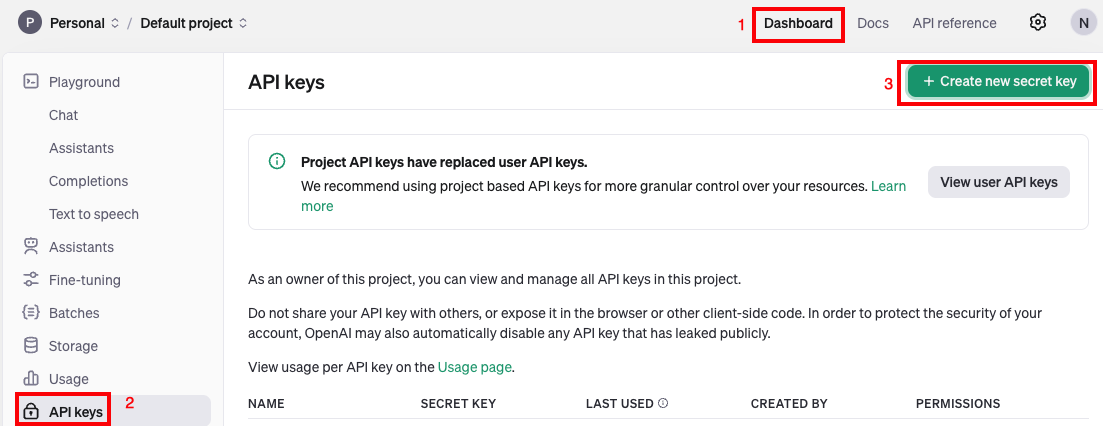 P Personal / Default project
1 Dashboard Docs API reference N
Playground
Chat
Assistants
Completions
Text to speech
Assistants
Fine-tuning
Batches
Storage
Usage
API keys 2
API keys
3 + Create new secret key
Project API keys have replaced user API keys.
We recommend using project based API keys for more granular control over your resources. Learn
more
View user API keys
As an owner of this project, you can view and manage all API keys in this project.
Do not share your API key with others, or expose it in the browser or other client-side code. In order to protect the security of your
account, OpenAI may also automatically disable any API key that has leaked publicly.
View usage per API key on the Usage page.
NAME SECRET KEY LAST USED CREATED BY PERMISSIONS